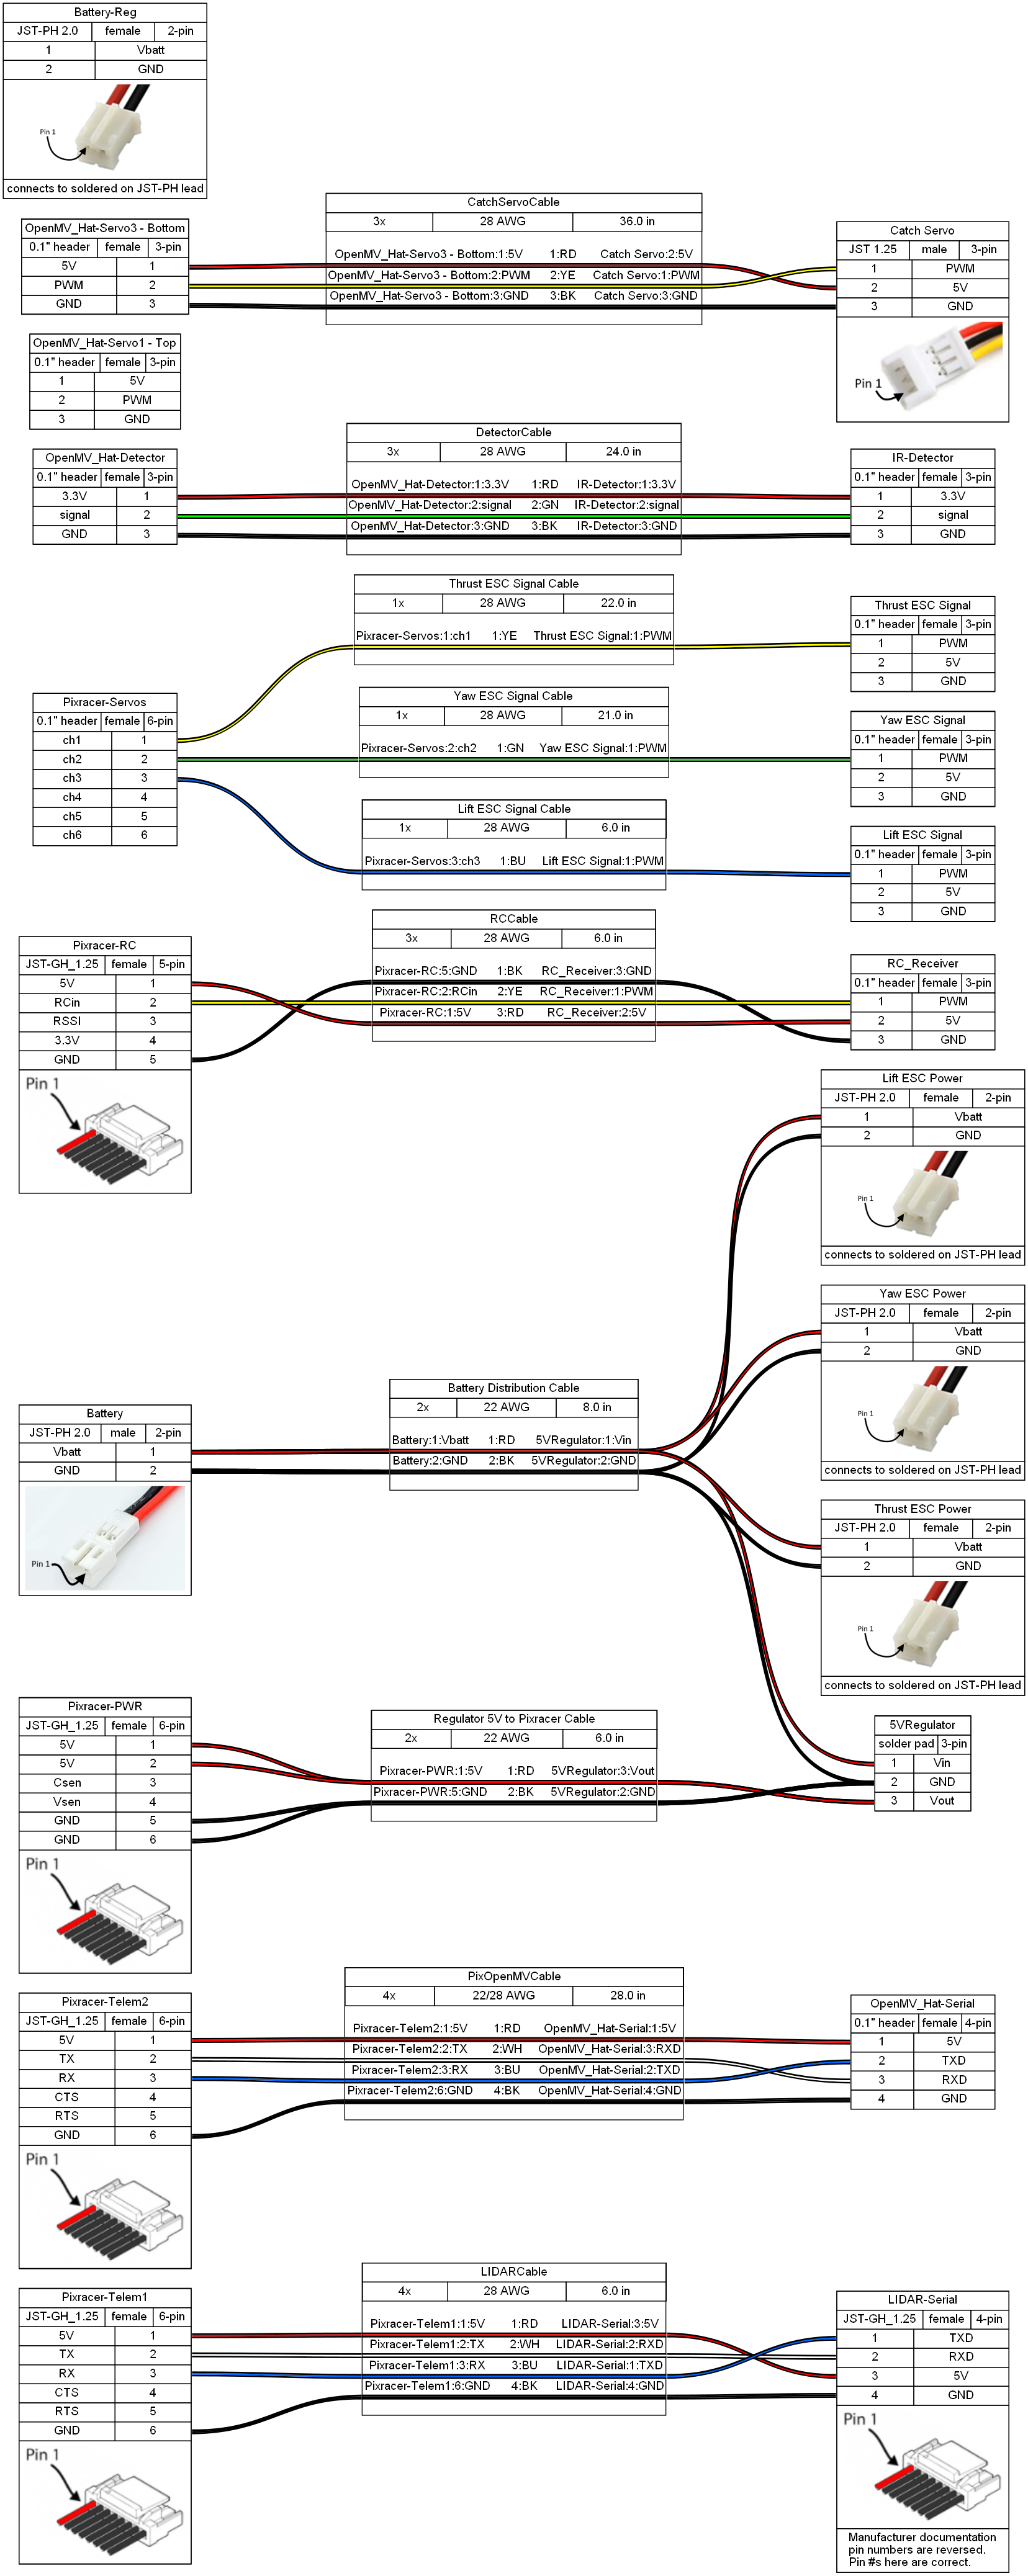 Battery-Reg
JST-PH 2.0 female 2-pin
1 Vbatt
2 GND
Pin 1
connects to soldered on JST-PH lead
OpenMV_Hat-Servo3 - Bottom
0.1" header female 3-pin
5V 1
PWM 2
GND 3
CatchServoCable
3x 28 AWG 36.0 in
OpenMV_Hat-Servo3 - Bottom:1:5V 1:RD Catch Servo:2:5V
OpenMV_Hat-Servo3 - Bottom:2:PWM 2:YE Catch Servo:1:PWM
OpenMV_Hat-Servo3 - Bottom:3:GND 3:BK Catch Servo:3:GND
Catch Servo
JST 1.25 male 3-pin
1 PWM
2 5V
3 GND
Pin 1
OpenMV_Hat-Servo1 - Top
0.1" header female 3-pin
1 5V
2 PWM
3 GND
OpenMV_Hat-Detector
0.1" header female 3-pin
3.3V 1
signal 2
GND 3
DetectorCable
3x 28 AWG 24.0 in
OpenMV_Hat-Detector:1:3.3V 1:RD IR-Detector:1:3.3V
OpenMV_Hat-Detector:2:signal 2:GN IR-Detector:2:signal
OpenMV_Hat-Detector:3:GND 3:BK IR-Detector:3:GND
IR-Detector
0.1" header female 3-pin
1 3.3V
2 signal
3 GND
Thrust ESC Signal Cable
1x 28 AWG 22.0 in
Pixracer-Servos:1:ch1 1:YE Thrust ESC Signal:1:PWM
Thrust ESC Signal
0.1" header female 3-pin
1 PWM
2 5V
3 GND
Pixracer-Servos
0.1" header female 6-pin
ch1 1
ch2 2
ch3 3
ch4 4
ch5 5
ch6 6
Yaw ESC Signal Cable
1x 28 AWG 21.0 in
Pixracer-Servos:2:ch2 1:GN Yaw ESC Signal:1:PWM
Yaw ESC Signal
0.1" header female 3-pin
1 PWM
2 5V
3 GND
Lift ESC Signal Cable
1x 28 AWG 6.0 in
Pixracer-Servos:3:ch3 1:BU Lift ESC Signal:1:PWM
Lift ESC Signal
0.1" header female 3-pin
1 PWM
2 5V
3 GND
Pixracer-RC
JST-GH_1.25 female 5-pin
5V 1
RCin 2
RSSI 3
3.3V 4
GND 5
Pin 1
RCCable
3x 28 AWG 6.0 in
Pixracer-RC:5:GND 1:BK RC_Receiver:3:GND
Pixracer-RC:2:RCin 2:YE RC_Receiver:1:PWM
Pixracer-RC:1:5V 3:RD RC_Receiver:2:5V
RC_Receiver
0.1" header female 3-pin
1 PWM
2 5V
3 GND
Lift ESC Power
JST-PH 2.0 female 2-pin
1 Vbatt
2 GND
Pin 1
connects to soldered on JST-PH lead
Yaw ESC Power
JST-PH 2.0 female 2-pin
1 Vbatt
2 GND
Pin 1
connects to soldered on JST-PH lead
Battery
JST-PH 2.0 male 2-pin
Vbatt 1
GND 2
Pin 1
Battery Distribution Cable
2x 22 AWG 8.0 in
Battery:1:Vbatt 1:RD 5VRegulator:1:Vin
Battery:2:GND 2:BK 5VRegulator:2:GND
Thrust ESC Power
JST-PH 2.0 female 2-pin
1 Vbatt
2 GND
Pin 1
connects to soldered on JST-PH lead
Pixracer-PWR
JST-GH_1.25 female 6-pin
5V 1
5V 2
Csen 3
Vsen 4
GND 5
GND 6
Pin 1
Regulator 5V to Pixracer Cable
2x 22 AWG 6.0 in
Pixracer-PWR:1:5V 1:RD 5VRegulator:3:Vout
Pixracer-PWR:5:GND 2:BK 5VRegulator:2:GND
5VRegulator
solder pad 3-pin
1 Vin
2 GND
3 Vout
Pixracer-Telem2
JST-GH_1.25 female 6-pin
5V 1
TX 2
RX 3
CTS 4
RTS 5
GND 6
Pin 1
PixOpenMVCable
4x 22/28 AWG 28.0 in
Pixracer-Telem2:1:5V 1:RD OpenMV_Hat-Serial:1:5V
Pixracer-Telem2:2:TX 2:WH OpenMV_Hat-Serial:3:RXD
Pixracer-Telem2:3:RX 3:BU OpenMV_Hat-Serial:2:TXD
Pixracer-Telem2:6:GND 4:BK OpenMV_Hat-Serial:4:GND
OpenMV_Hat-Serial
0.1" header female 4-pin
1 5V
2 TXD
3 RXD
4 GND
Pixracer-Telem1
JST-GH_1.25 female 6-pin
5V 1
TX 2
RX 3
CTS 4
RTS 5
GND 6
Pin 1
LIDARCable
4x 28 AWG 6.0 in
Pixracer-Telem1:1:5V 1:RD LIDAR-Serial:3:5V
Pixracer-Telem1:2:TX 2:WH LIDAR-Serial:2:RXD
Pixracer-Telem1:3:RX 3:BU LIDAR-Serial:1:TXD
Pixracer-Telem1:6:GND 4:BK LIDAR-Serial:4:GND
LIDAR-Serial
JST-GH_1.25 female 4-pin
1 TXD
2 RXD
3 5V
4 GND
Pin 1
Manufacturer documentation
pin numbers are reversed.
Pin #s here are correct.